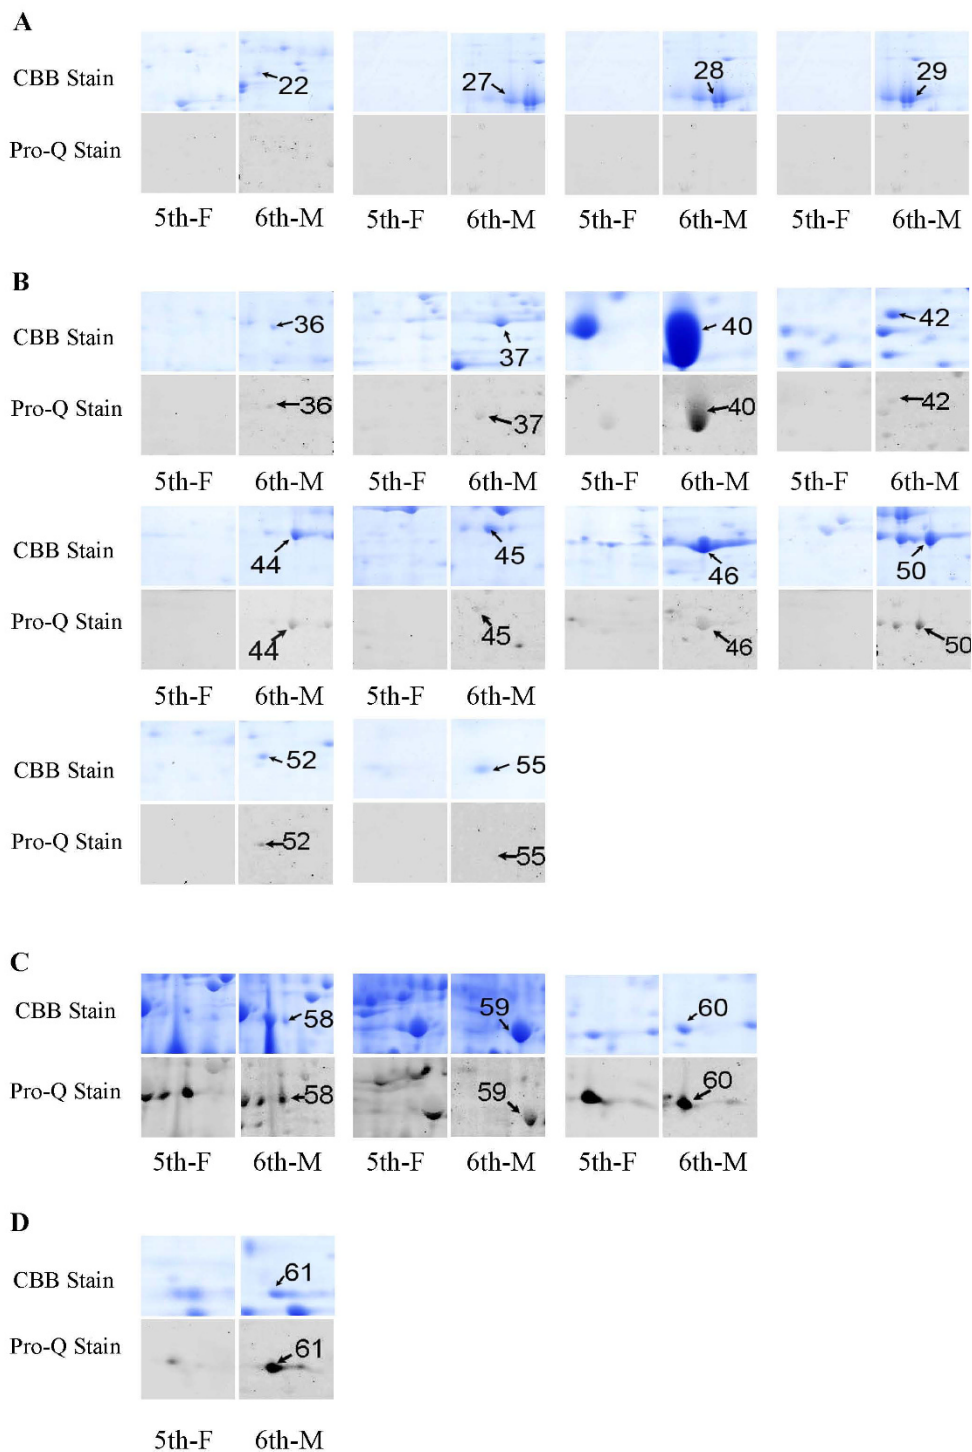 A
CBB Stain 22 27 28 29
Pro-Q Stain
5th-F 6th-M 5th-F 6th-M 5th-F 6th-M 5th-F 6th-M
B
CBB Stain 36 37 40 42
Pro-Q Stain 36 37 40 42
5th-F 6th-M 5th-F 6th-M 5th-F 6th-M 5th-F 6th-M
CBB Stain 44 45 46 50
Pro-Q Stain 44 45 46 50
5th-F 6th-M 5th-F 6th-M
CBB Stain 52 55
Pro-Q Stain 52 55
C
CBB Stain 58 59 60
Pro-Q Stain 58 59 60
5th-F 6th-M 5th-F 6th-M 5th-F 6th-M
D
CBB Stain 61
Pro-Q Stain 61
5th-F 6th-M